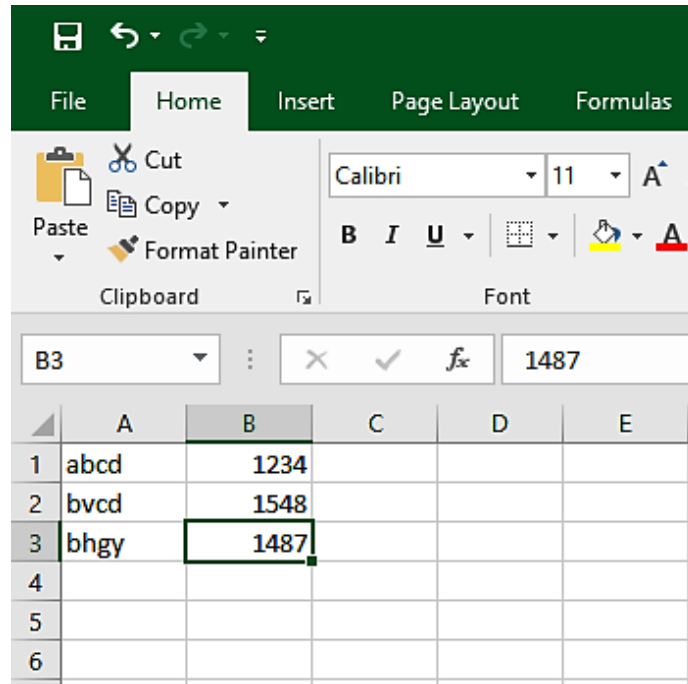 File Home Insert Page Layout Formulas
Cut
Calibri 11 A
Copy
Paste
B I U A
Format Painter
Clipboard Font
B3 fx 1487
A B C D E
1 abcd 1234
2 bvcd 1548
3 bhgy 1487
4
5
6